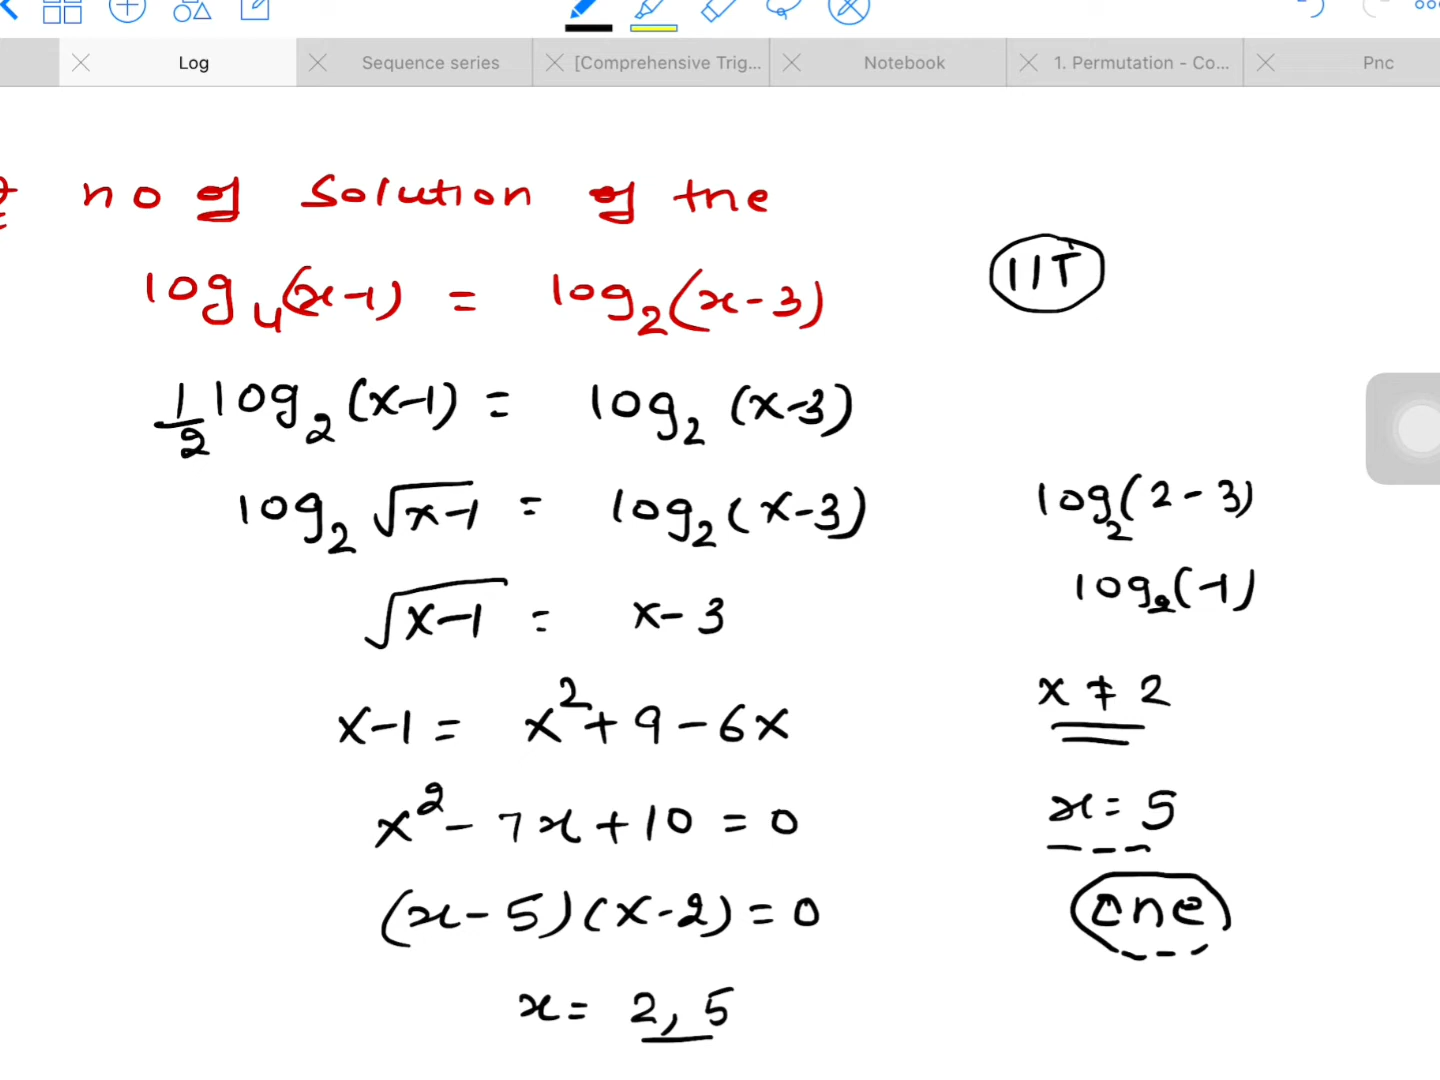 Log
Sequence series
[Comprehensive Trig...
Notebook
1. Permutation - Co...
Pnc
no of solution of the
log₄(x-1) = log₂(x-3)
IIT
1/2 log₂(x-1) = log₂(x-3)
log₂√(x-1) = log₂(x-3)
√(x-1) = x-3
x-1 = x²+9-6x
x²-7x+10=0
(x-5)(x-2)=0
x= 2, 5
log₂(2-3)
log₂(-1)
x≠2
x=5
one